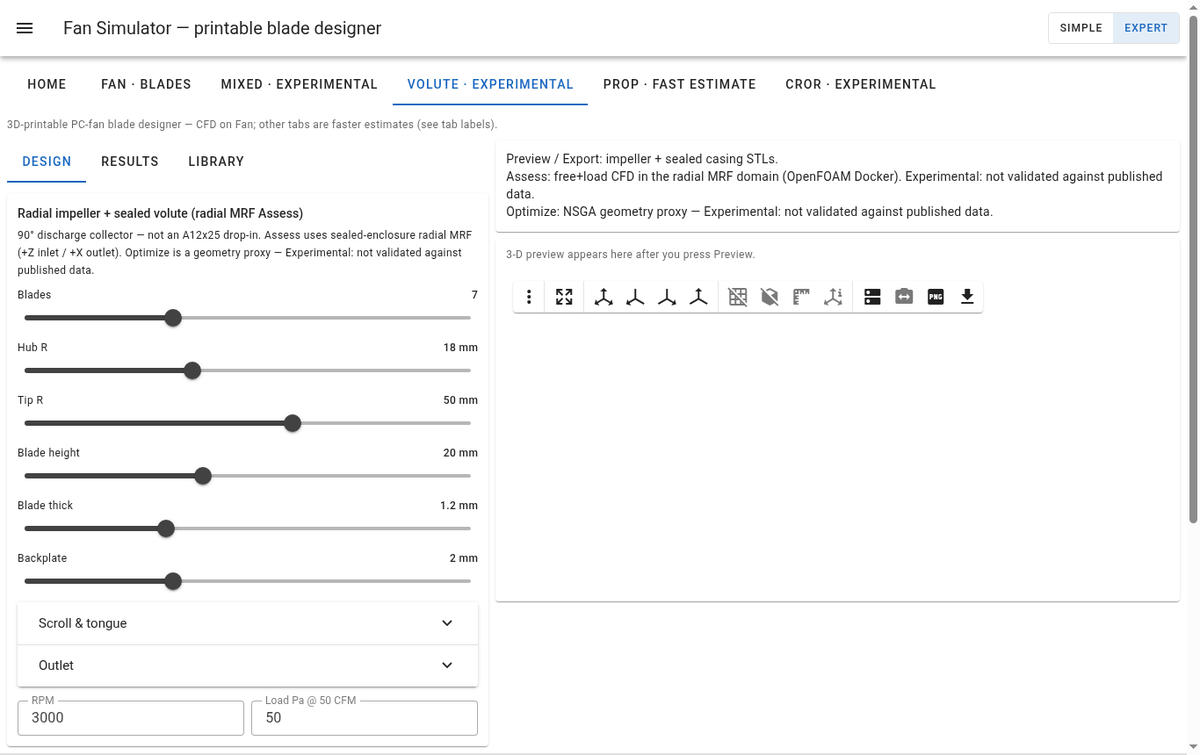 Fan Simulator — printable blade designer
SIMPLE
EXPERT
HOME
FAN · BLADES
MIXED · EXPERIMENTAL
VOLUTE · EXPERIMENTAL
PROP · FAST ESTIMATE
CROR · EXPERIMENTAL
3D-printable PC-fan blade designer — CFD on Fan; other tabs are faster estimates (see tab labels).
DESIGN
RESULTS
LIBRARY
Radial impeller + sealed volute (radial MRF Assess)
90° discharge collector — not an A12x25 drop-in. Assess uses sealed-enclosure radial MRF
(+Z inlet / +X outlet). Optimize is a geometry proxy — Experimental: not validated against
published data.
Blades
7
Hub R
18 mm
Tip R
50 mm
Blade height
20 mm
Blade thick
1.2 mm
Backplate
2 mm
Scroll & tongue
Outlet
RPM
3000
Load Pa @ 50 CFM
50
Preview / Export: impeller + sealed casing STLs.
Assess: free+load CFD in the radial MRF domain (OpenFOAM Docker). Experimental: not validated against published
data.
Optimize: NSGA geometry proxy — Experimental: not validated against published data.
3-D preview appears here after you press Preview.
PNG